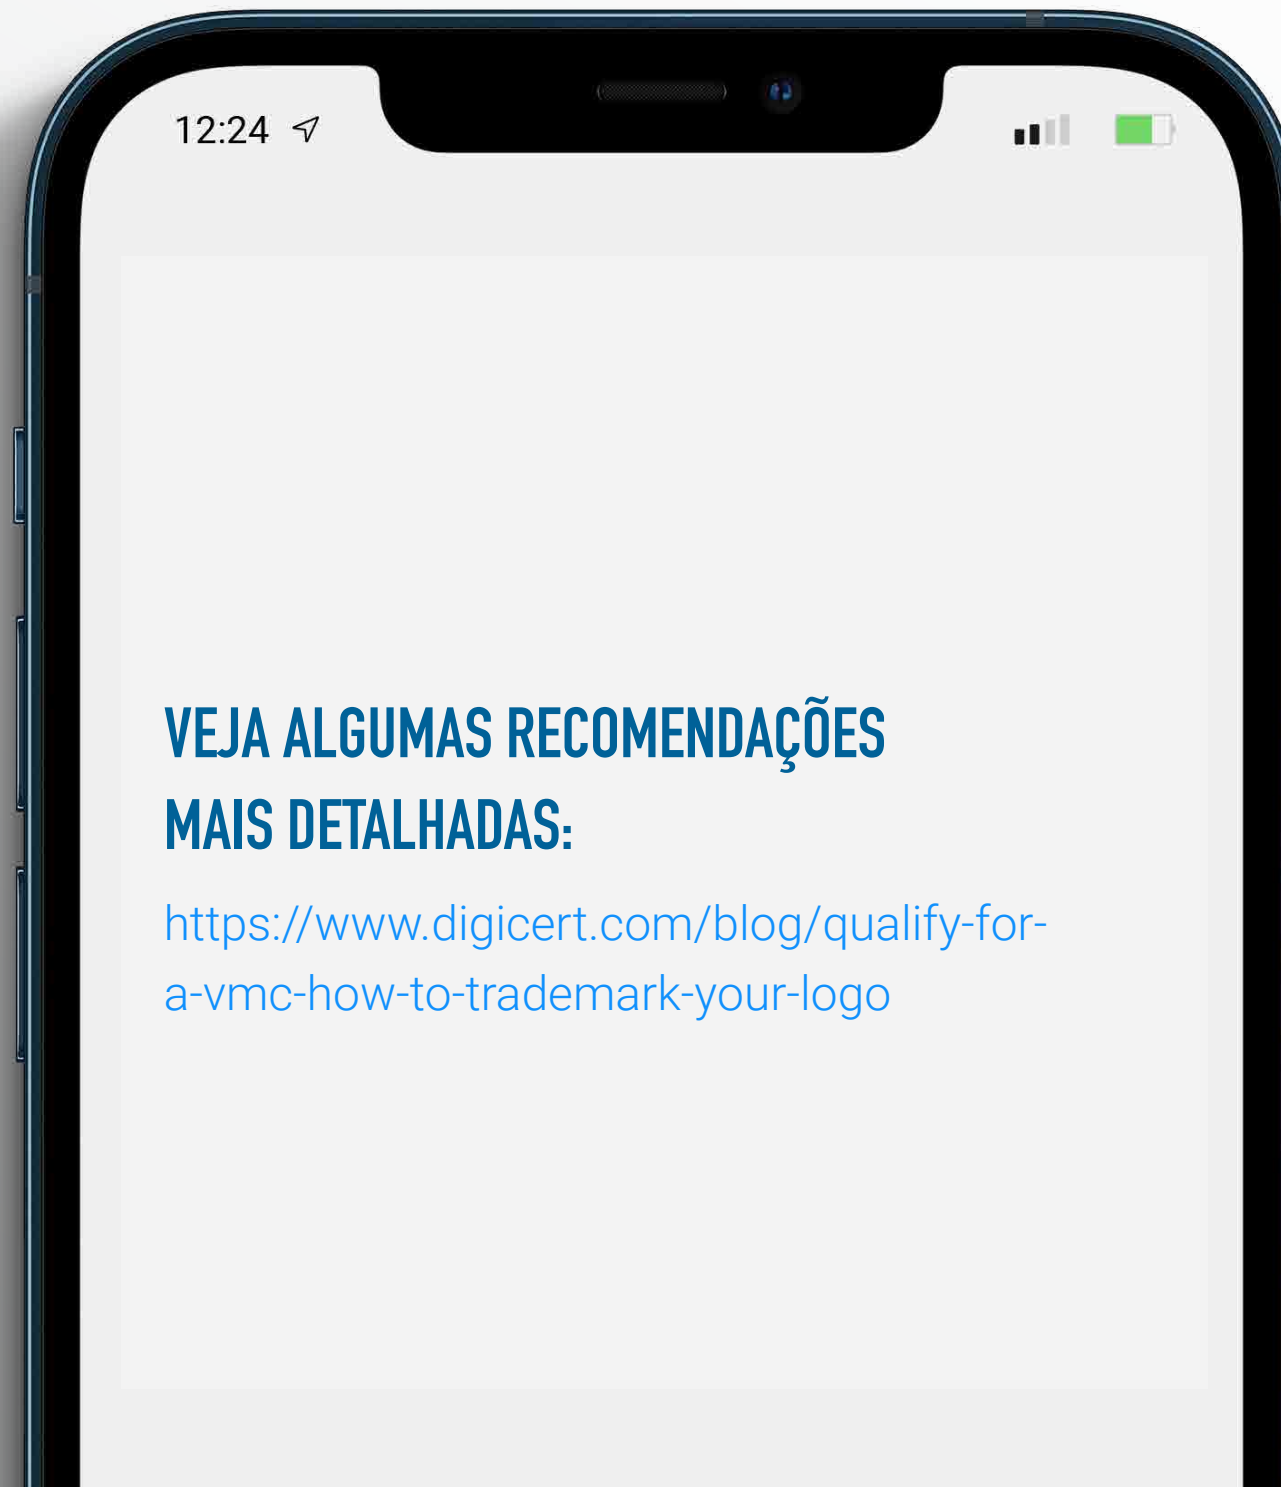 12:24
VEJA ALGUMAS RECOMENDAÇÕES
MAIS DETALHADAS:
https://www.digicert.com/blog/qualify-for-
a-vmc-how-to-trademark-your-logo